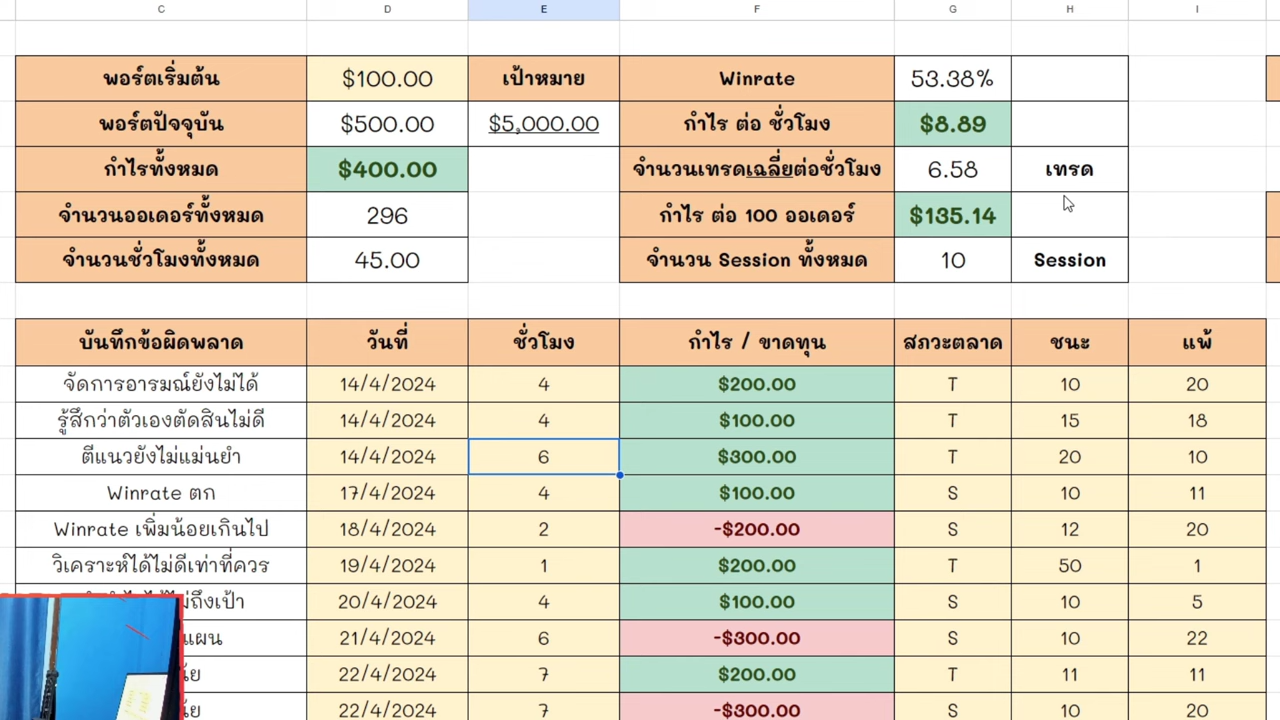 C D E F G H I
พอร์ตเริ่มต้น $100.00 เป้าหมาย Winrate 53.38%
พอร์ตปัจจุบัน $500.00 $5,000.00 กำไร ต่อ ชั่วโมง $8.89
กำไรทั้งหมด $400.00 จำนวนเทรดเฉลี่ยต่อชั่วโมง 6.58 เทรด
จำนวนออเดอร์ทั้งหมด 296 กำไร ต่อ 100 ออเดอร์ $135.14
จำนวนชั่วโมงทั้งหมด 45.00 จำนวน Session ทั้งหมด 10 Session
บันทึกข้อผิดพลาด วันที่ ชั่วโมง กำไร / ขาดทุน สภวะตลาด ชนะ แพ้
จัดการอารมณ์ยังไม่ได้ 14/4/2024 4 $200.00 T 10 20
รู้สึกว่าตัวเองตัดสินไม่ดี 14/4/2024 4 $100.00 T 15 18
ตีแนวยังไม่แม่นยำ 14/4/2024 6 $300.00 T 20 10
Winrate ตก 17/4/2024 4 $100.00 S 10 11
Winrate เพิ่มน้อยเกินไป 18/4/2024 2 -$200.00 S 12 20
วิเคราะห์ได้ไม่ดีเท่าที่ควร 19/4/2024 1 $200.00 T 50 1
ไม่ถึงเป้า 20/4/2024 4 $100.00 S 10 5
แผน 21/4/2024 6 -$300.00 S 10 22
22/4/2024 7 $200.00 T 11 11
22/4/2024 7 -$300.00 S 10 20